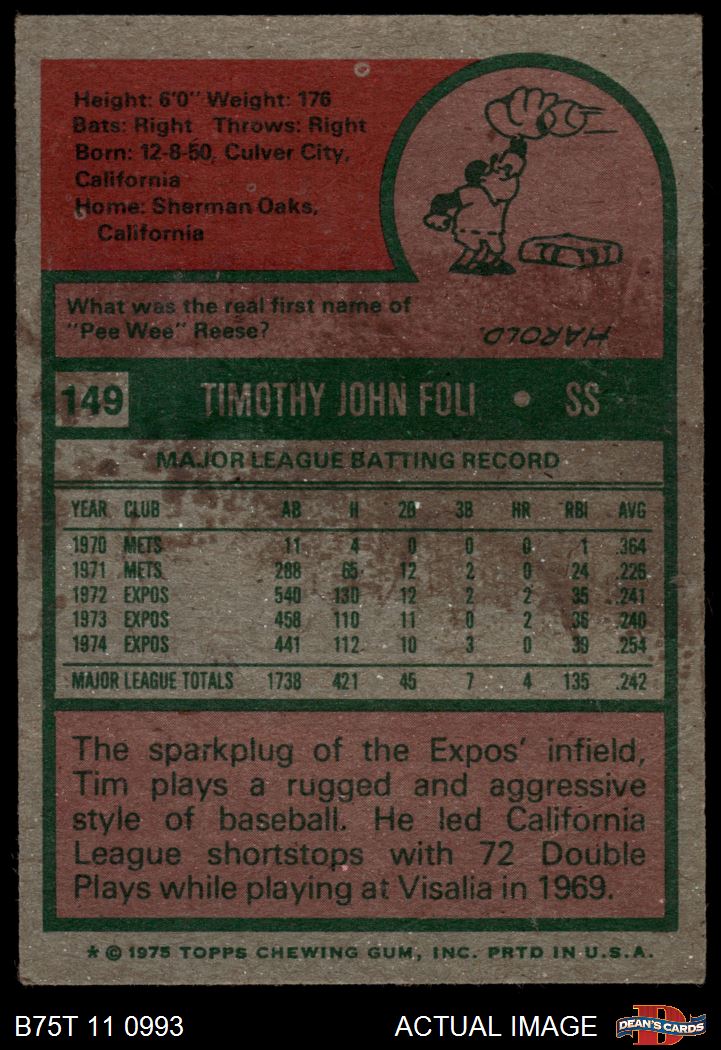 Height: 6'0" Weight: 176
Bats: Right Throws: Right
Born: 12-8-50, Culver City,
California
Home: Sherman Oaks,
California
What was the real first name of
"Pee Wee" Reese?
HAROLD.
149 TIMOTHY JOHN FOLI • SS
MAJOR LEAGUE BATTING RECORD
YEAR CLUB AB H 2B 3B HR RBI AVG
1970 METS 11 4 0 0 0 1 .364
1971 METS 288 65 12 2 0 24 .226
1972 EXPOS 540 130 12 2 2 35 .241
1973 EXPOS 458 110 11 0 2 36 .240
1974 EXPOS 441 112 10 3 0 39 .254
MAJOR LEAGUE TOTALS 1738 421 45 7 4 135 .242
The sparkplug of the Expos' infield,
Tim plays a rugged and aggressive
style of baseball. He led California
League shortstops with 72 Double
Plays while playing at Visalia in 1969.
* © 1975 TOPPS CHEWING GUM, INC. PRTD IN U.S.A.
B75T 11 0993 ACTUAL IMAGE
D
DEAN'S CARDS